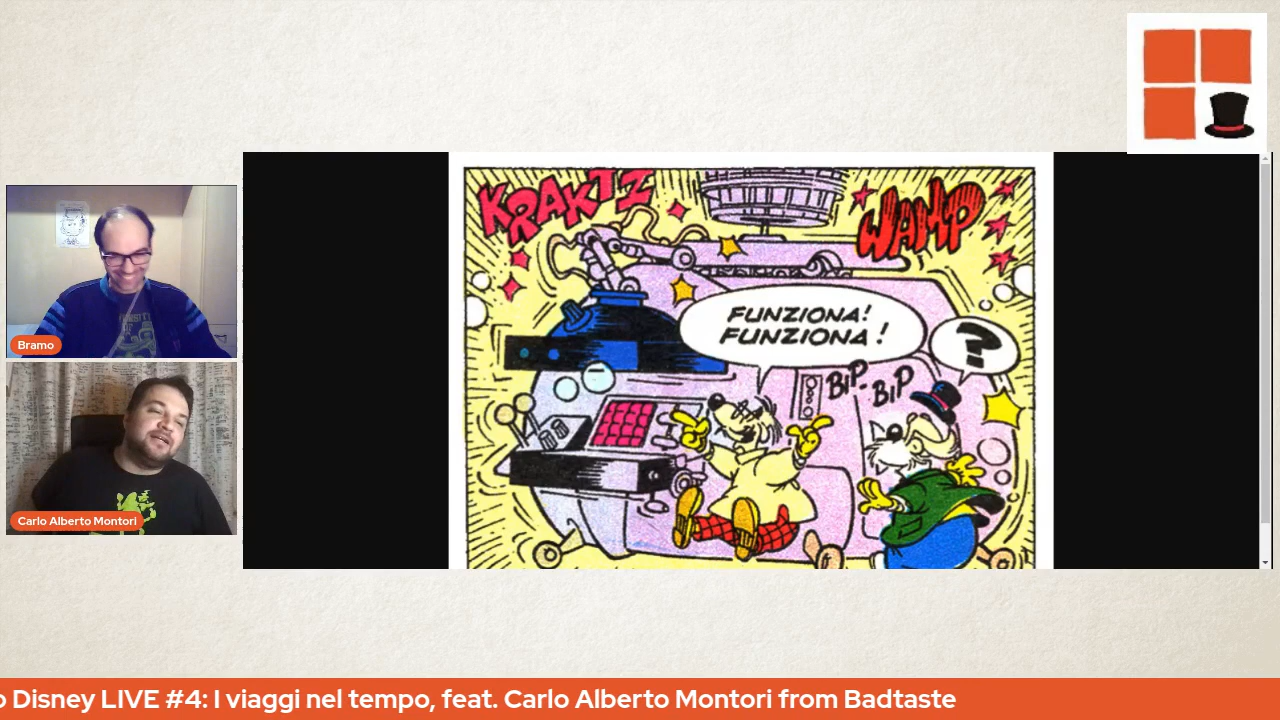 KRAKTZ
WAMP
FUNZIONA!
FUNZIONA!
?
BIP-
BIP
Bramo
Carlo Alberto Montori
o Disney LIVE #4: I viaggi nel tempo, feat. Carlo Alberto Montori from Badtaste